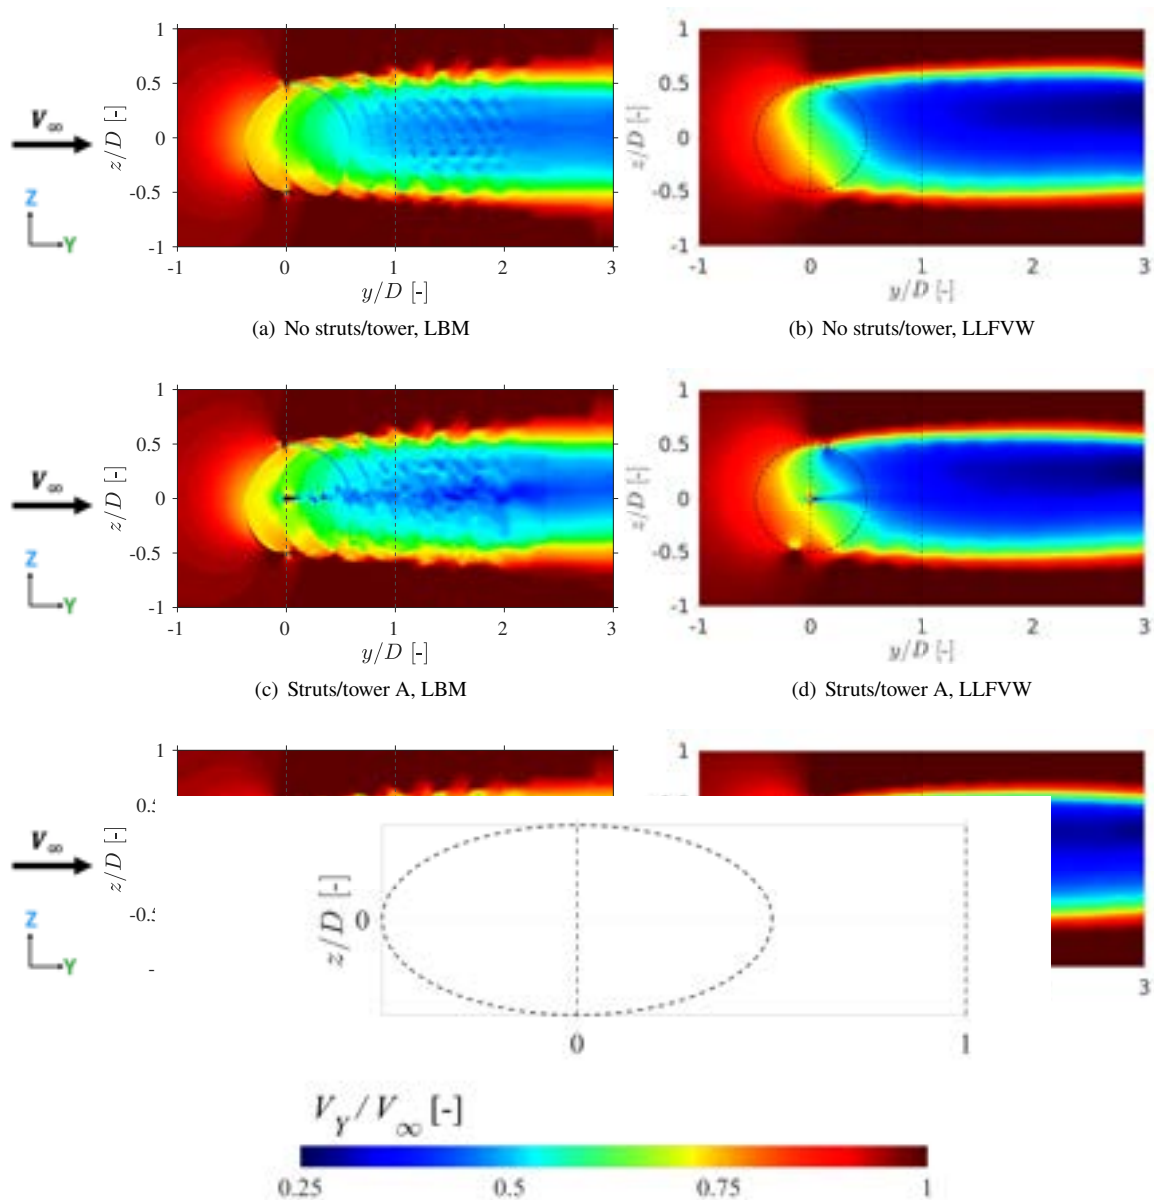 1
0.5
0
-0.5
-1
z/D [-]
V∞
Z
Y
-1 0 1 2 3
y/D [-]
(a) No struts/tower, LBM
1
0.5
0
-0.5
-1
z/D [-]
-1 0 1 2 3
y/D [-]
(b) No struts/tower, LLFVW
1
0.5
0
-0.5
-1
z/D [-]
V∞
Z
Y
-1 0 1 2 3
y/D [-]
(c) Struts/tower A, LBM
1
0.5
0
-0.5
-1
z/D [-]
-1 0 1 2 3
y/D [-]
(d) Struts/tower A, LLFVW
1
z/D [-]
V∞
Z
Y
1
3
z/D [-]
0
0 1
V_Y/V_∞ [-]
0.25 0.5 0.75 1